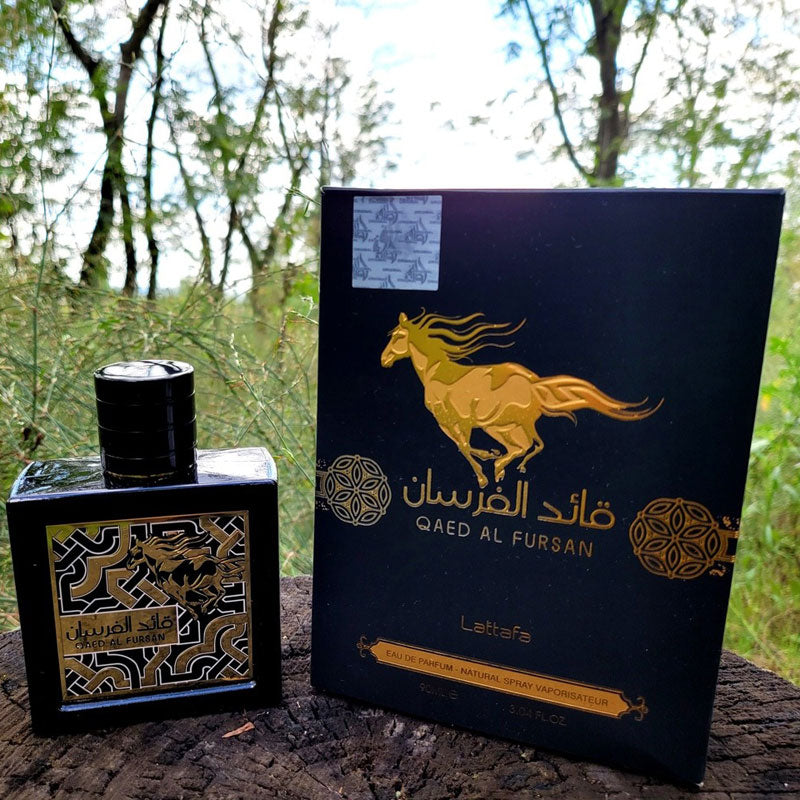 قائد الفرسان
QAED AL FURSAN
قائد الفرسان
QAED AL FURSAN
Lattafa
EAU DE PARFUM - NATURAL SPRAY VAPORISATEUR
90ML ℮
3.04 FL.OZ